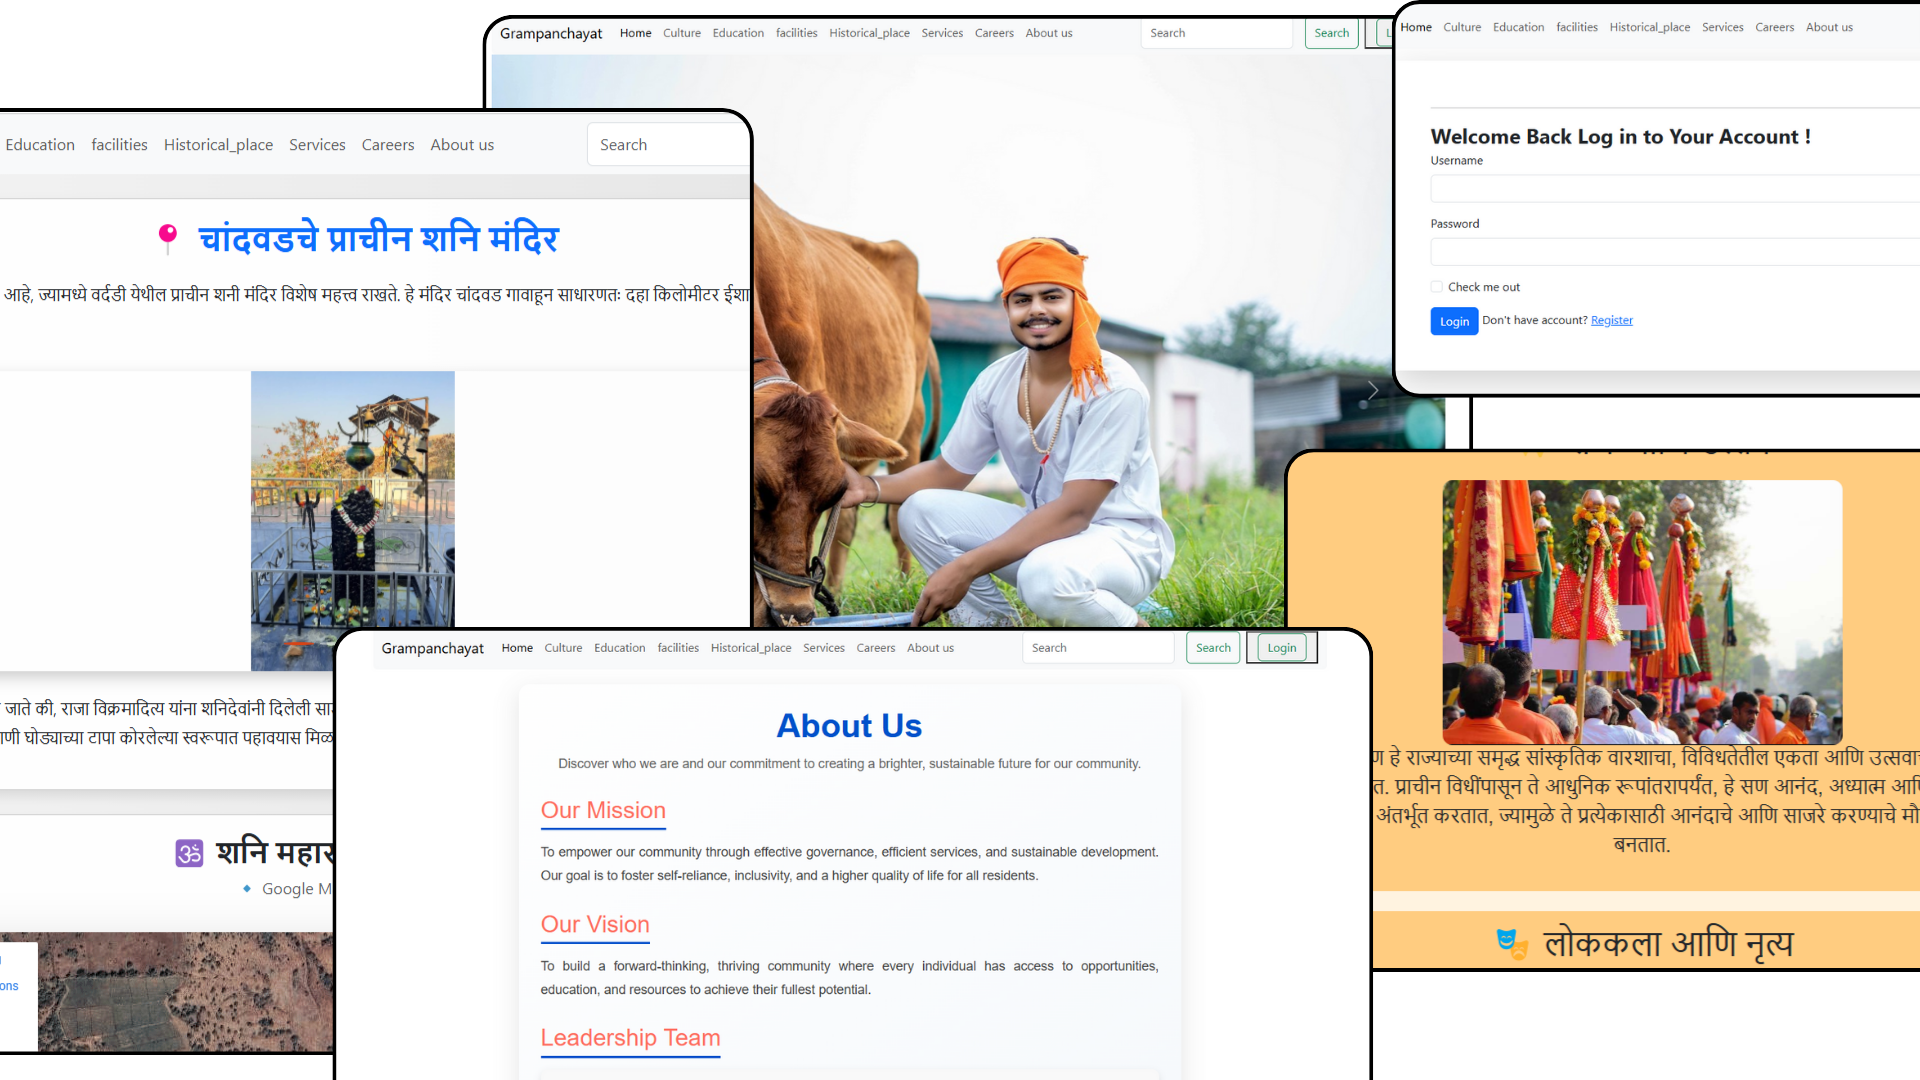 Grampanchayat Home Culture Education facilities Historical_place Services Careers About us Search Search
Home Culture Education facilities Historical_place Services Careers About us
Welcome Back Log in to Your Account !
Username
Password
Check me out
Login Don't have account? Register
Education facilities Historical_place Services Careers About us Search
📍 चांदवडचे प्राचीन शनि मंदिर
आहे, ज्यामध्ये वर्दडी येथील प्राचीन शनी मंदिर विशेष महत्त्व राखते. हे मंदिर चांदवड गावाहून साधारणतः दहा किलोमीटर
जाते की, राजा विक्रमादित्य यांना शनिदेवांनी दिलेली
घोड्याच्या टापा कोरलेल्या स्वरूपात पहावयास
🕉 शनि
🔹 Google
Grampanchayat Home Culture Education facilities Historical_place Services Careers About us Search Search Login
About Us
Discover who we are and our commitment to creating a brighter, sustainable future for our community.
Our Mission
To empower our community through effective governance, efficient services, and sustainable development.
Our goal is to foster self-reliance, inclusivity, and a higher quality of life for all residents.
Our Vision
To build a forward-thinking, thriving community where every individual has access to opportunities,
education, and resources to achieve their fullest potential.
Leadership Team
हे राज्याच्या समृद्ध सांस्कृतिक वारशाचा, विविधतेतील एकता आणि
प्राचीन विधींपासून ते आधुनिक रूपांतरापर्यंत, हे सण आनंद, अध्यात्म
अंतर्भूत करतात, ज्यामुळे ते प्रत्येकासाठी आनंदाचे आणि साजरे करण्याचे
बनतात.
🎭 लोककला आणि नृत्य